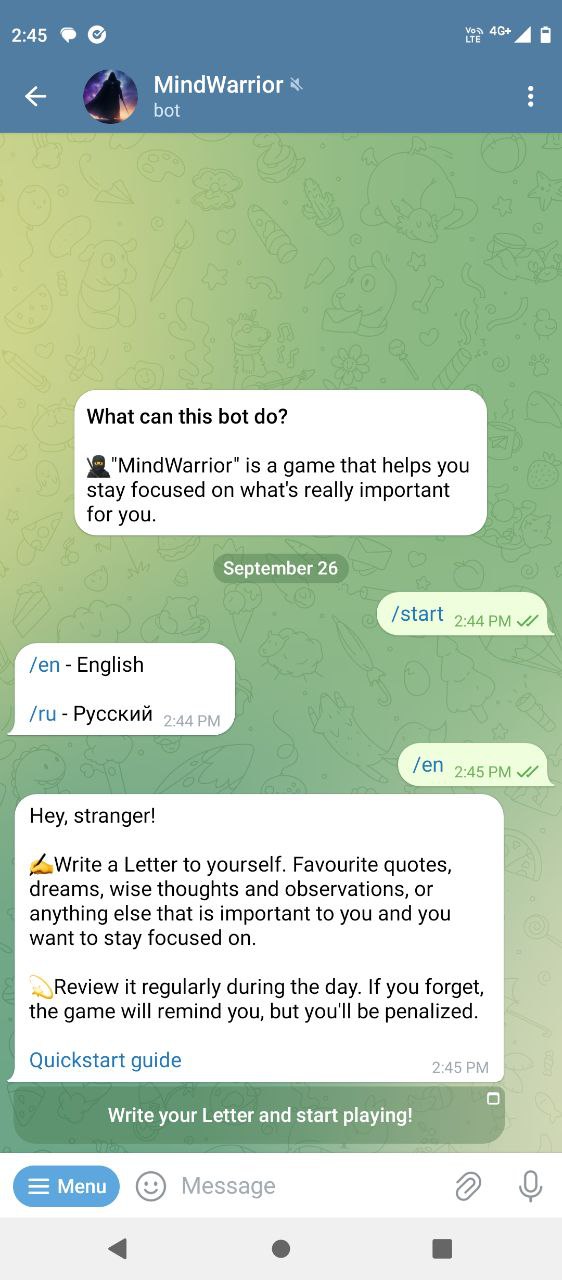 2:45
Vo)) LTE 4G+
MindWarrior
bot
What can this bot do?
🥷"MindWarrior" is a game that helps you
stay focused on what's really important
for you.
September 26
/start 2:44 PM
/en - English
/ru - Русский 2:44 PM
/en 2:45 PM
Hey, stranger!
✍️Write a Letter to yourself. Favourite quotes,
dreams, wise thoughts and observations, or
anything else that is important to you and you
want to stay focused on.
💫Review it regularly during the day. If you forget,
the game will remind you, but you'll be penalized.
Quickstart guide 2:45 PM
Write your Letter and start playing!
Menu Message